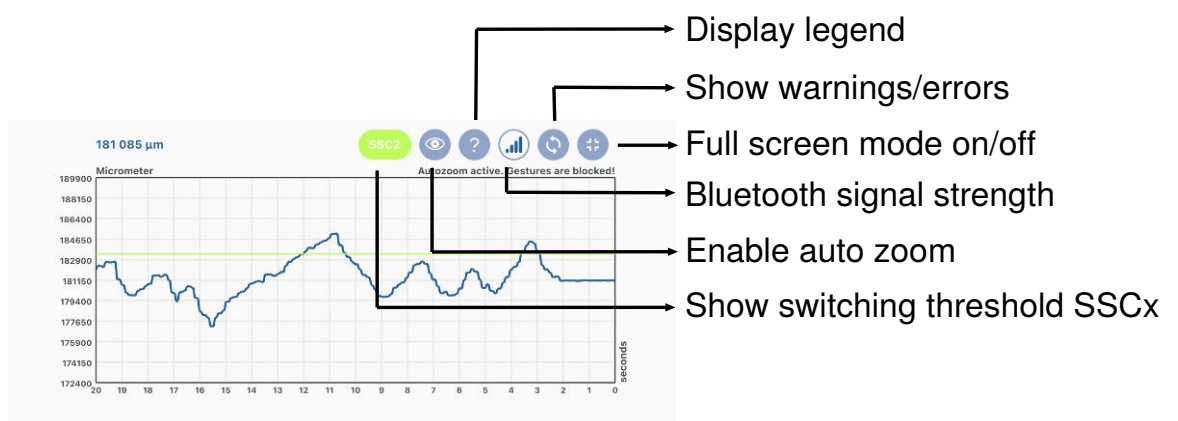 Display legend
Show warnings/errors
181 085 µm
SSC2
?
Full screen mode on/off
Micrometer
Autozoom active. Gestures are blocked!
Bluetooth signal strength
Enable auto zoom
Show switching threshold SSCx
189900
188150
186400
184650
182900
181150
179400
177650
175900
174150
172400
seconds
20 19 18 17 16 15 14 13 12 11 10 9 8 7 6 5 4 3 2 1 0